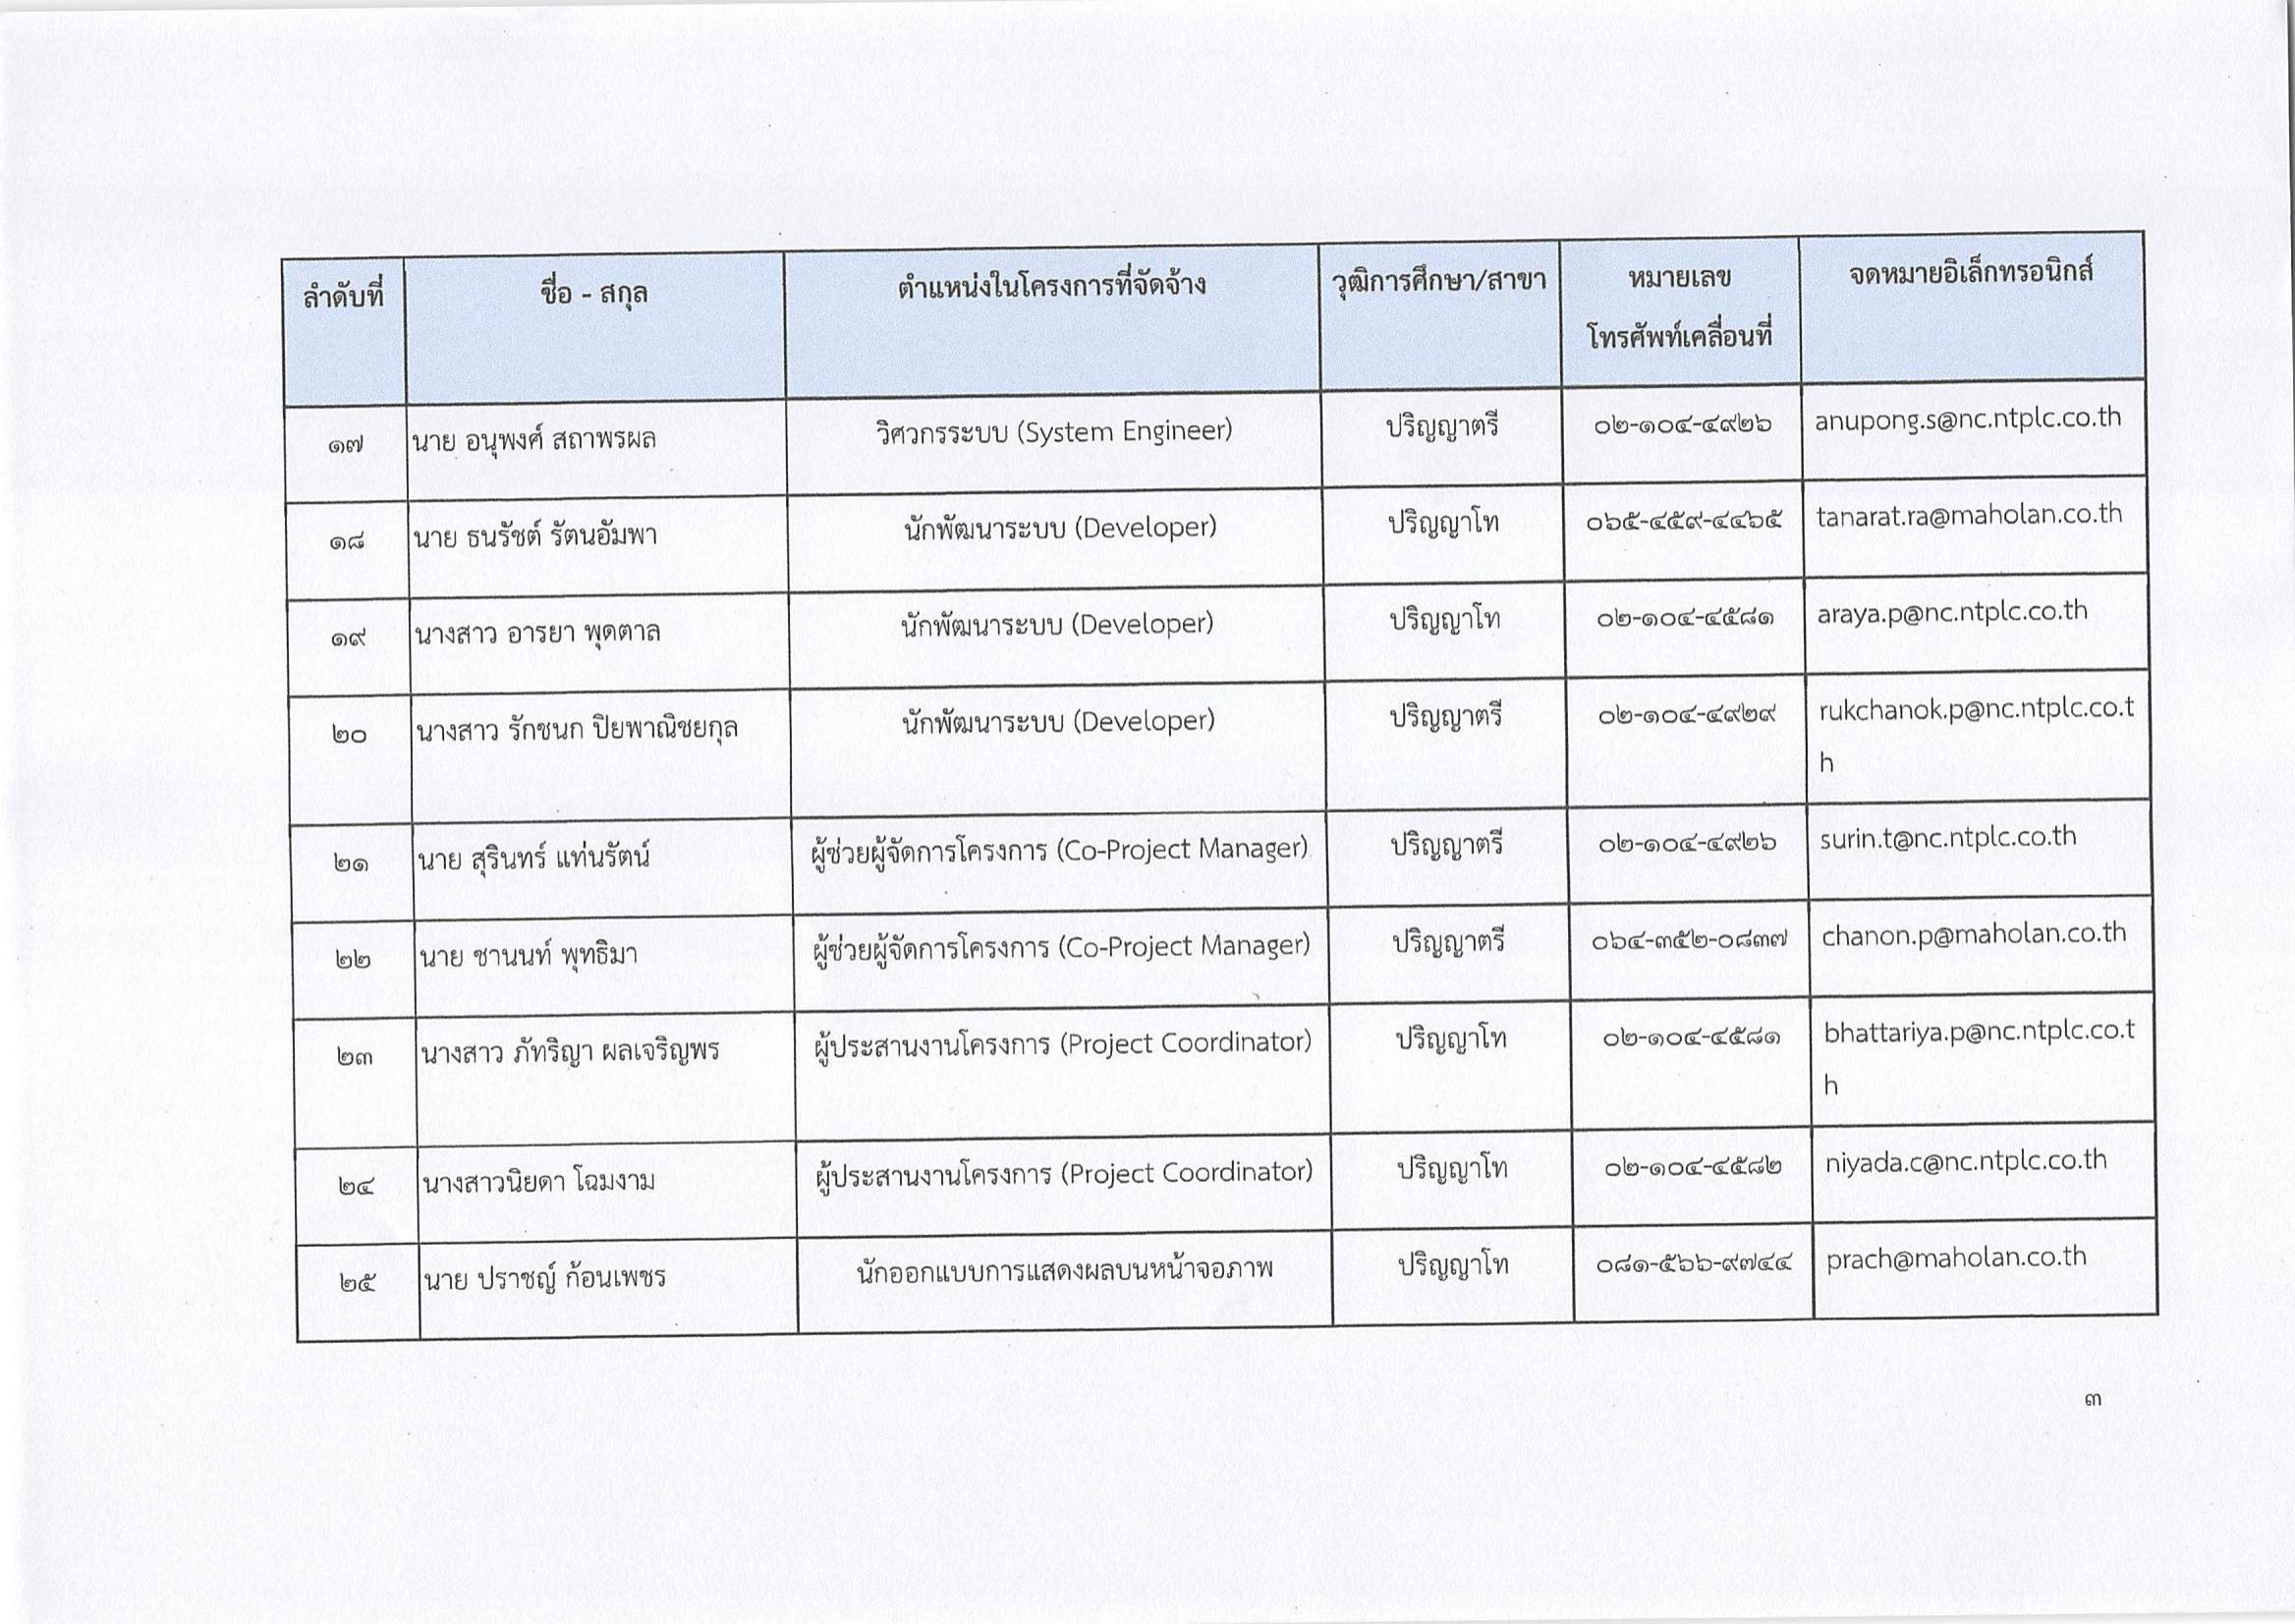 ลำดับที่ ชื่อ - สกุล ตำแหน่งในโครงการที่จัดจ้าง วุฒิการศึกษา/สาขา หมายเลข จดหมายอิเล็กทรอนิกส์
โทรศัพท์เคลื่อนที่
๑๗ นาย อนุพงศ์ สถาพรผล วิศวกรระบบ (System Engineer) ปริญญาตรี ๐๒-๑๐๔-๔๙๒๖ anupong.s@nc.ntplc.co.th
๑๘ นาย ธนรัชต์ รัตนอัมพา นักพัฒนาระบบ (Developer) ปริญญาโท ๐๖๕-๔๕๙-๔๔๖๕ tanarat.ra@maholan.co.th
๑๙ นางสาว อารยา พุดตาล นักพัฒนาระบบ (Developer) ปริญญาโท ๐๒-๑๐๔-๔๕๘๑ araya.p@nc.ntplc.co.th
๒๐ นางสาว รักชนก ปิยพาณิชยกุล นักพัฒนาระบบ (Developer) ปริญญาตรี ๐๒-๑๐๔-๔๙๒๙ rukchanok.p@nc.ntplc.co.t
h
๒๑ นาย สุรินทร์ แท่นรัตน์ ผู้ช่วยผู้จัดการโครงการ (Co-Project Manager) ปริญญาตรี ๐๒-๑๐๔-๔๙๒๖ surin.t@nc.ntplc.co.th
๒๒ นาย ชานนท์ พุทธิมา ผู้ช่วยผู้จัดการโครงการ (Co-Project Manager) ปริญญาตรี ๐๖๔-๓๕๒-๐๘๓๗ chanon.p@maholan.co.th
๒๓ นางสาว ภัทริญา ผลเจริญพร ผู้ประสานงานโครงการ (Project Coordinator) ปริญญาโท ๐๒-๑๐๔-๔๕๘๑ bhattariya.p@nc.ntplc.co.t
h
๒๔ นางสาวนิยดา โฉมงาม ผู้ประสานงานโครงการ (Project Coordinator) ปริญญาโท ๐๒-๑๐๔-๔๕๘๒ niyada.c@nc.ntplc.co.th
๒๕ นาย ปราชญ์ ก้อนเพชร นักออกแบบการแสดงผลบนหน้าจอภาพ ปริญญาโท ๐๘๑-๕๖๖-๙๗๔๔ prach@maholan.co.th
๓